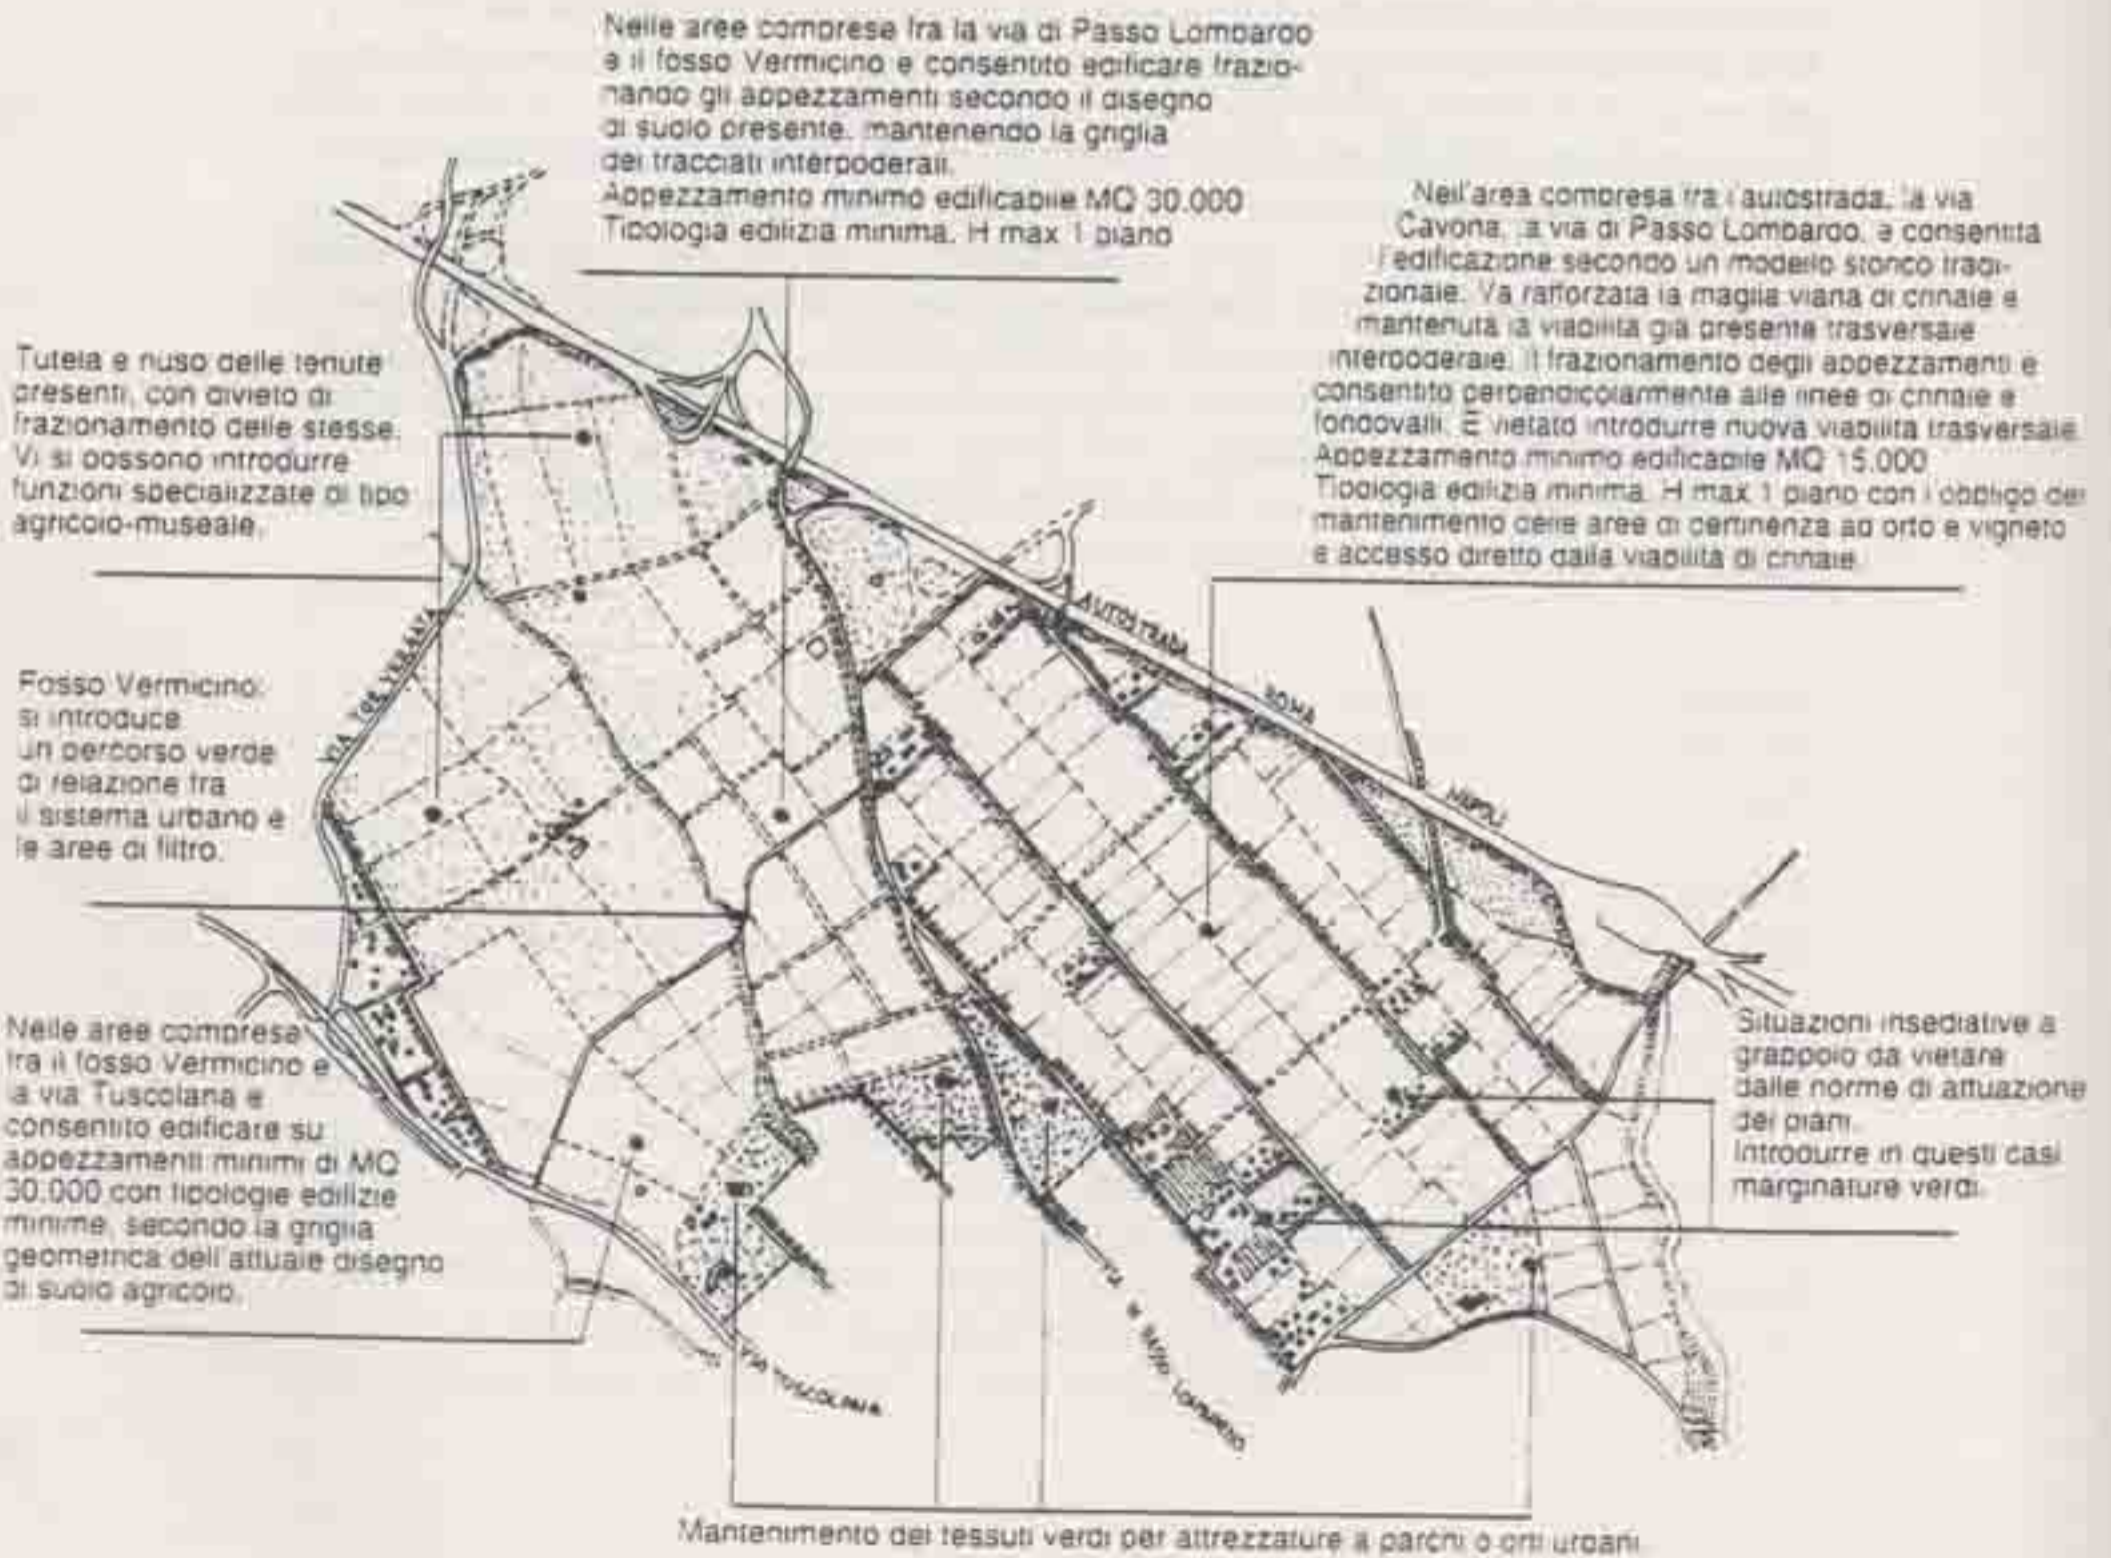 Nelle aree comprese fra la via di Passo Lombardo
e il fosso Vermicino e consentito edificare frazio-
nando gli appezzamenti secondo il disegno
di suolo presente, mantenendo la griglia
dei tracciati interpoderali.
Appezzamento minimo edificabile MQ 30.000
Tipologia edilizia minima, H max 1 piano
Nell'area compresa fra l'autostrada, la via
Cavona, la via di Passo Lombardo, e consentita
l'edificazione secondo un modello storico tradi-
zionale. Va rafforzata la maglia viaria di crinale e
mantenuta la viabilita già presente trasversale
interpoderale. Il frazionamento degli appezzamenti e
consentito perpendicolarmente alle linee di crinale e
fondovalli. E vietato introdurre nuova viabilita trasversale.
Appezzamento minimo edificabile MQ 15.000
Tipologia edilizia minima. H max 1 piano con l'obbligo del
mantenimento delle aree di pertinenza ad orto e vigneto
e accesso diretto dalla viabilità di crinale.
Tutela e riuso delle tenute
presenti, con divieto di
frazionamento delle stesse.
Vi si possono introdurre
funzioni specializzate di tipo
agricolo-museale.
Fosso Vermicino:
si introduce
un percorso verde
di relazione fra
il sistema urbano e
le aree di filtro.
Nelle aree comprese
fra il fosso Vermicino e
la via Tuscolana e
consentito edificare su
appezzamenti minimi di MQ
30.000 con tipologie edilizie
minime, secondo la griglia
geometrica dell'attuale disegno
di suolo agricolo.
Situazioni insediative a
grappolo da vietare
dalle norme di attuazione
dei piani.
Introdurre in questi casi
marginature verdi.
VIA TOR VERGATA
AUTOSTRADA
ROMA
NAPOLI
VIA TUSCOLANA
PASSO LOMBARDO
Mantenimento dei tessuti verdi per attrezzature a parchi o orti urbani